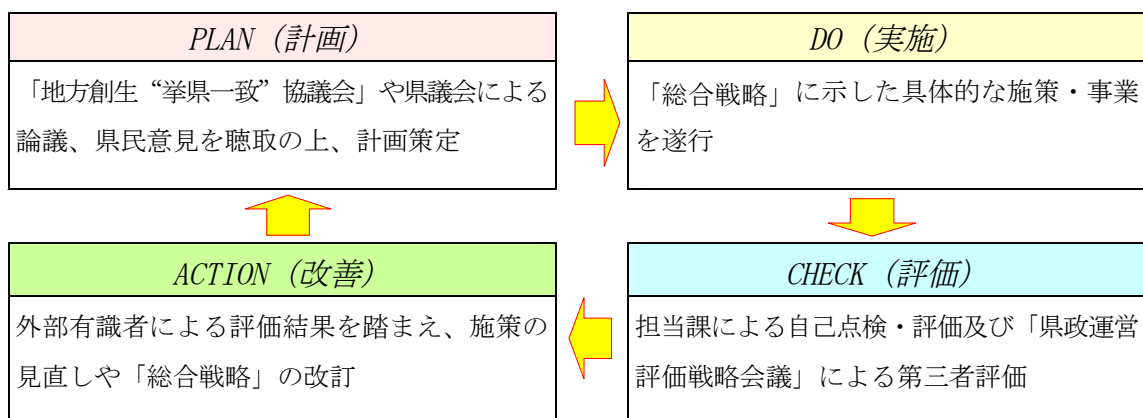 PLAN（計画）
「地方創生“挙県一致”協議会」や県議会による
論議、県民意見を聴取の上、計画策定
DO（実施）
「総合戦略」に示した具体的な施策・事業
を遂行
ACTION（改善）
外部有識者による評価結果を踏まえ、施策の
見直しや「総合戦略」の改訂
CHECK（評価）
担当課による自己点検・評価及び「県政運営
評価戦略会議」による第三者評価